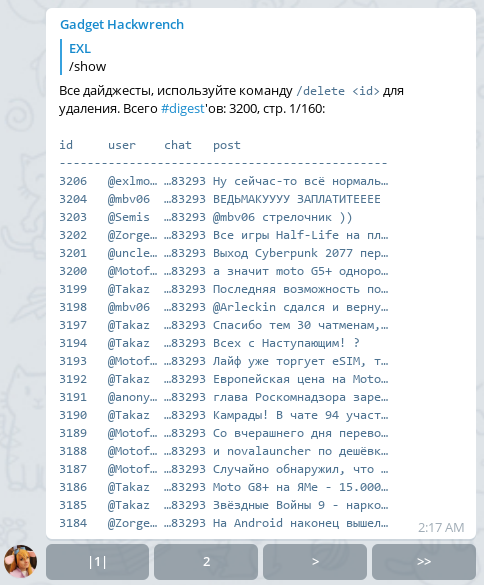 Gadget Hackwrench
EXL
/show
Все дайджесты, используйте команду /delete <id> для
удаления. Всего #digest'ов: 3200, стр. 1/160:
id user chat post
-----------------------------------------------
3206 @exlmo… …83293 Ну сейчас-то всё нормаль…
3204 @mbv06 …83293 ВЕДЬМАКУУУУ ЗАПЛАТИТЕЕЕЕ
3203 @Semis …83293 @mbv06 стрелочник ))
3202 @Zorge… …83293 Все игры Half-Life на пл…
3201 @uncle… …83293 Выход Cyberpunk 2077 пер…
3200 @Motof… …83293 а значит moto G5+ одноро…
3199 @Takaz …83293 Последняя возможность по…
3198 @mbv06 …83293 @Arleckin сдался и верну…
3197 @Takaz …83293 Спасибо тем 30 чатменам,…
3194 @Takaz …83293 Всех с Наступающим! ?
3193 @Motof… …83293 Лайф уже торгует eSIM, т…
3192 @Takaz …83293 Европейская цена на Moto…
3191 @anony… …83293 глава Роскомнадзора заре…
3190 @Takaz …83293 Камрады! В чате 94 участ…
3189 @Motof… …83293 Со вчерашнего дня перево…
3188 @Motof… …83293 и novalauncher по дешёвк…
3187 @Motof… …83293 Случайно обнаружил, что …
3186 @Takaz …83293 Moto G8+ на ЯМе - 15.000…
3185 @Takaz …83293 Звёздные Войны 9 - нарко…
3184 @Zorge… …83293 На Android наконец вышел…
2:17 AM
|1| 2 > >>